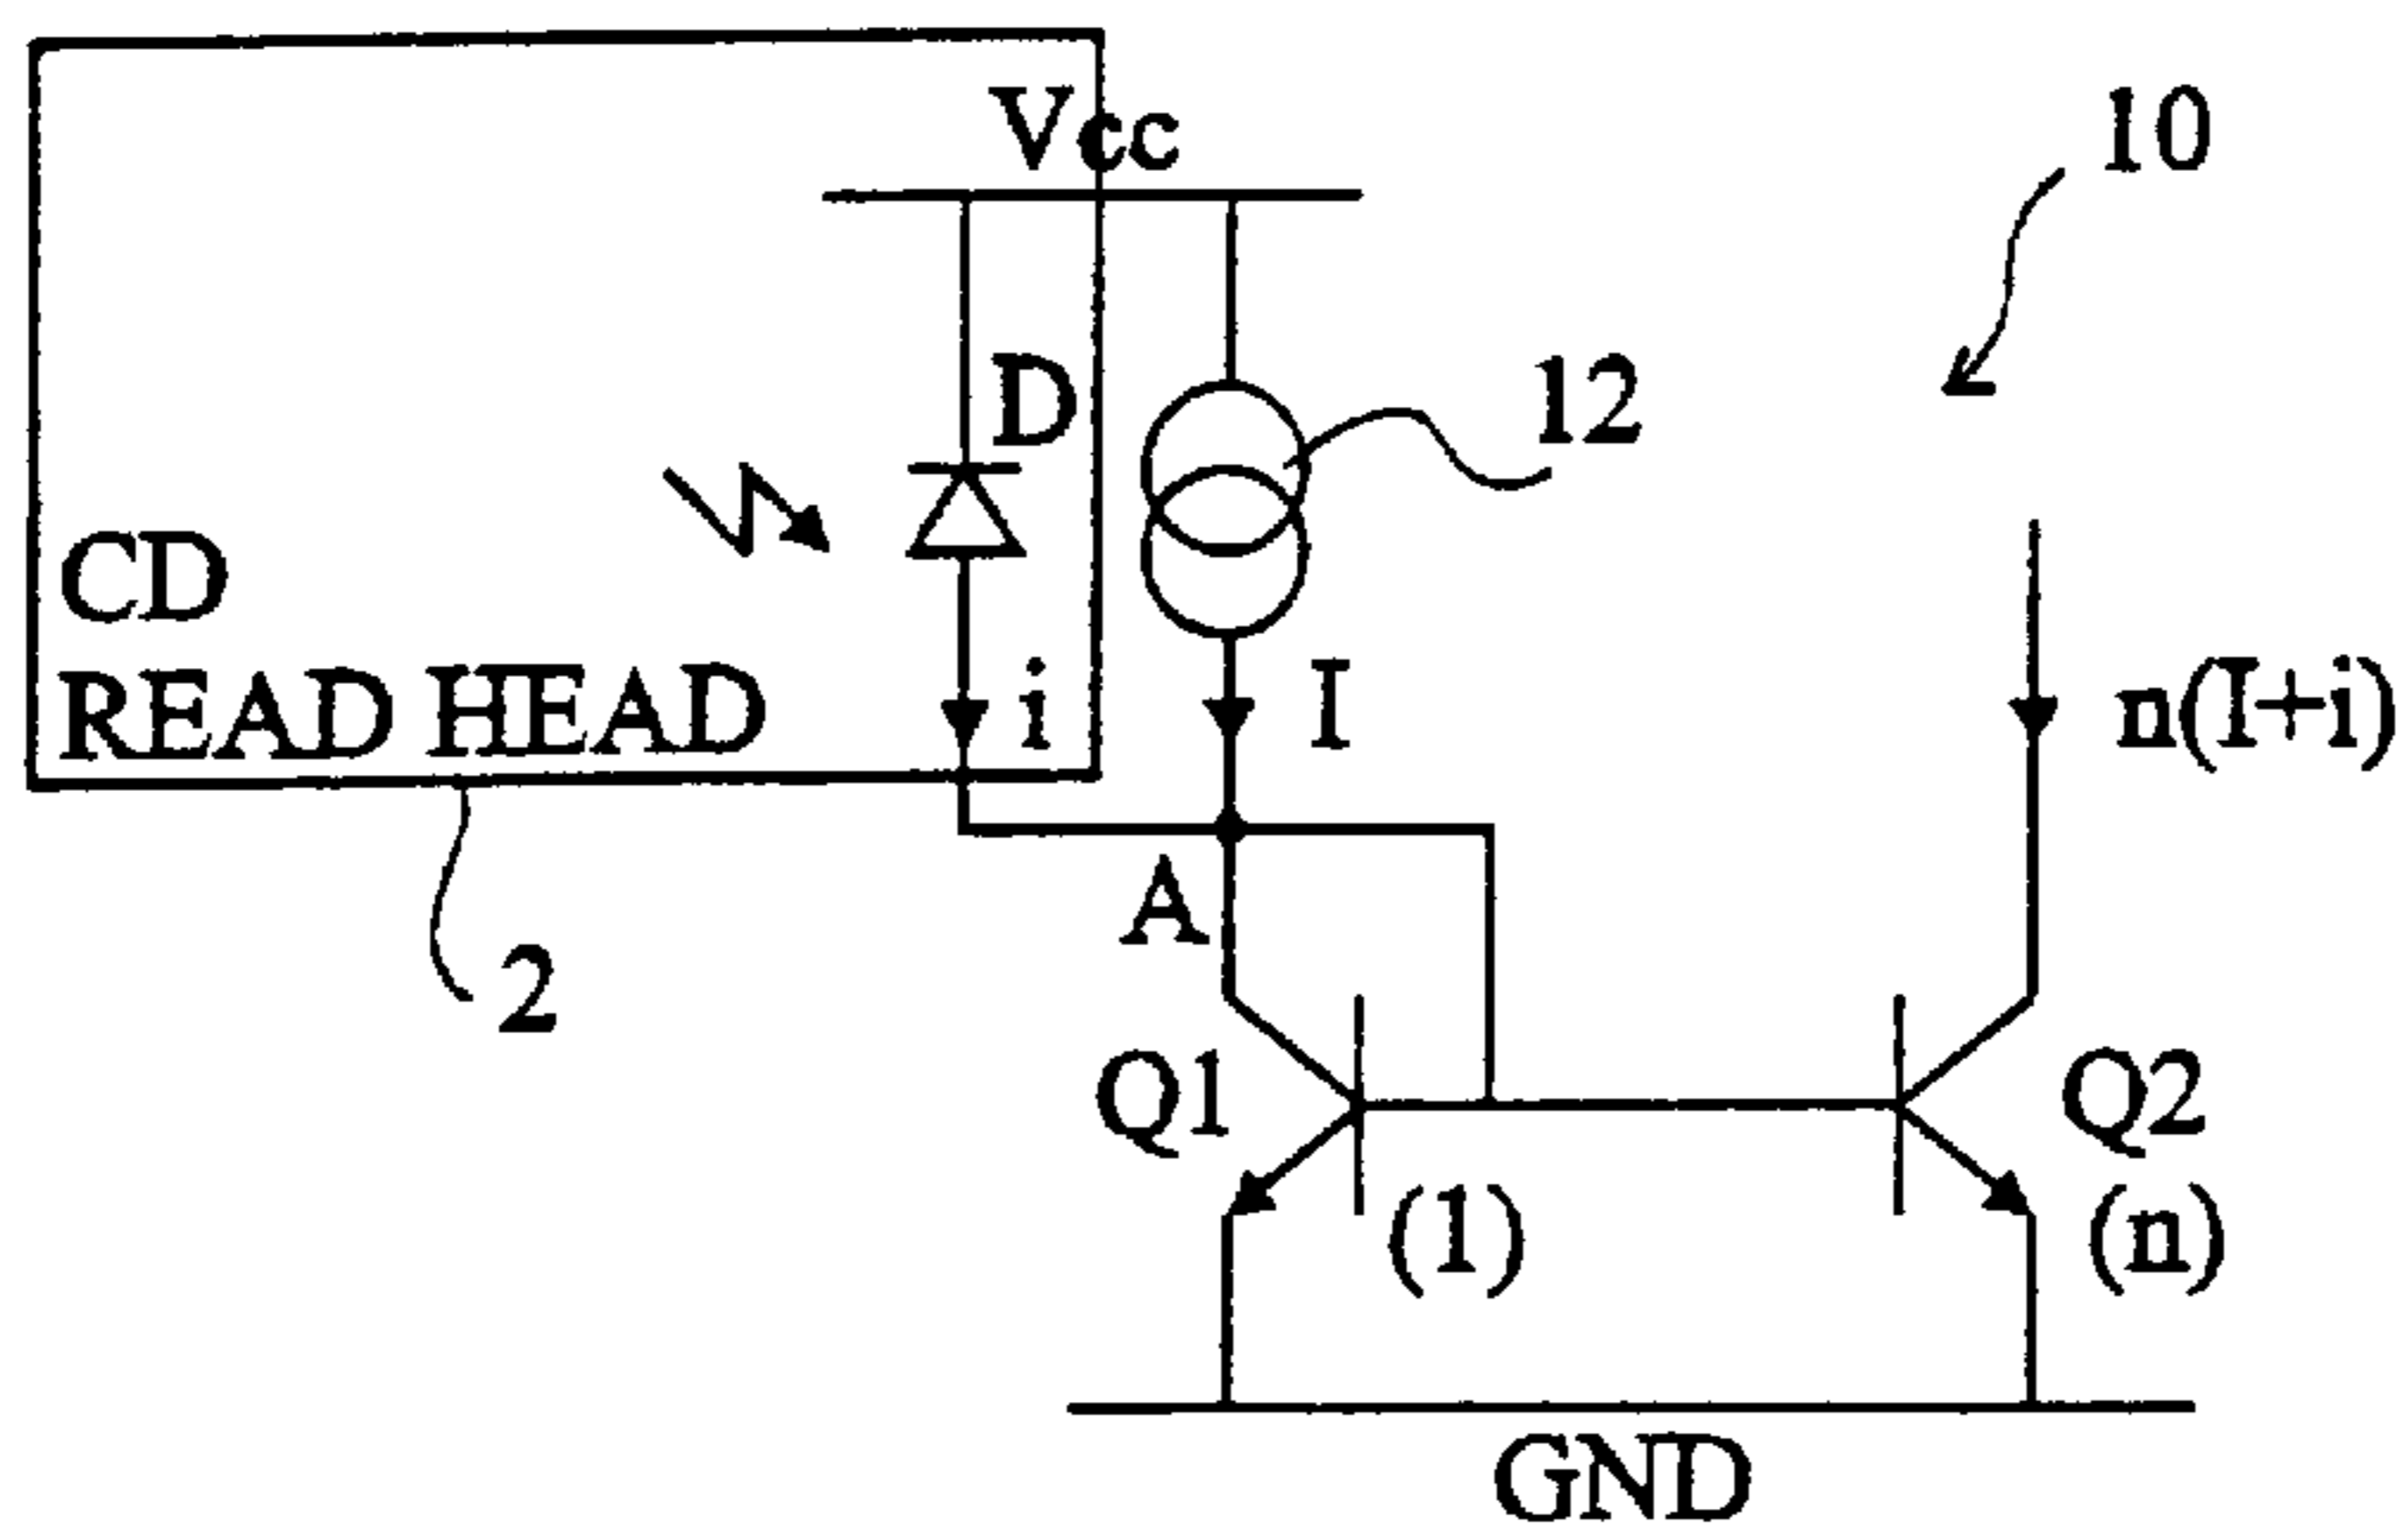 Vcc
10
D
12
CD
READ HEAD
i
I
n(I+i)
A
2
Q1
Q2
(1)
(n)
GND